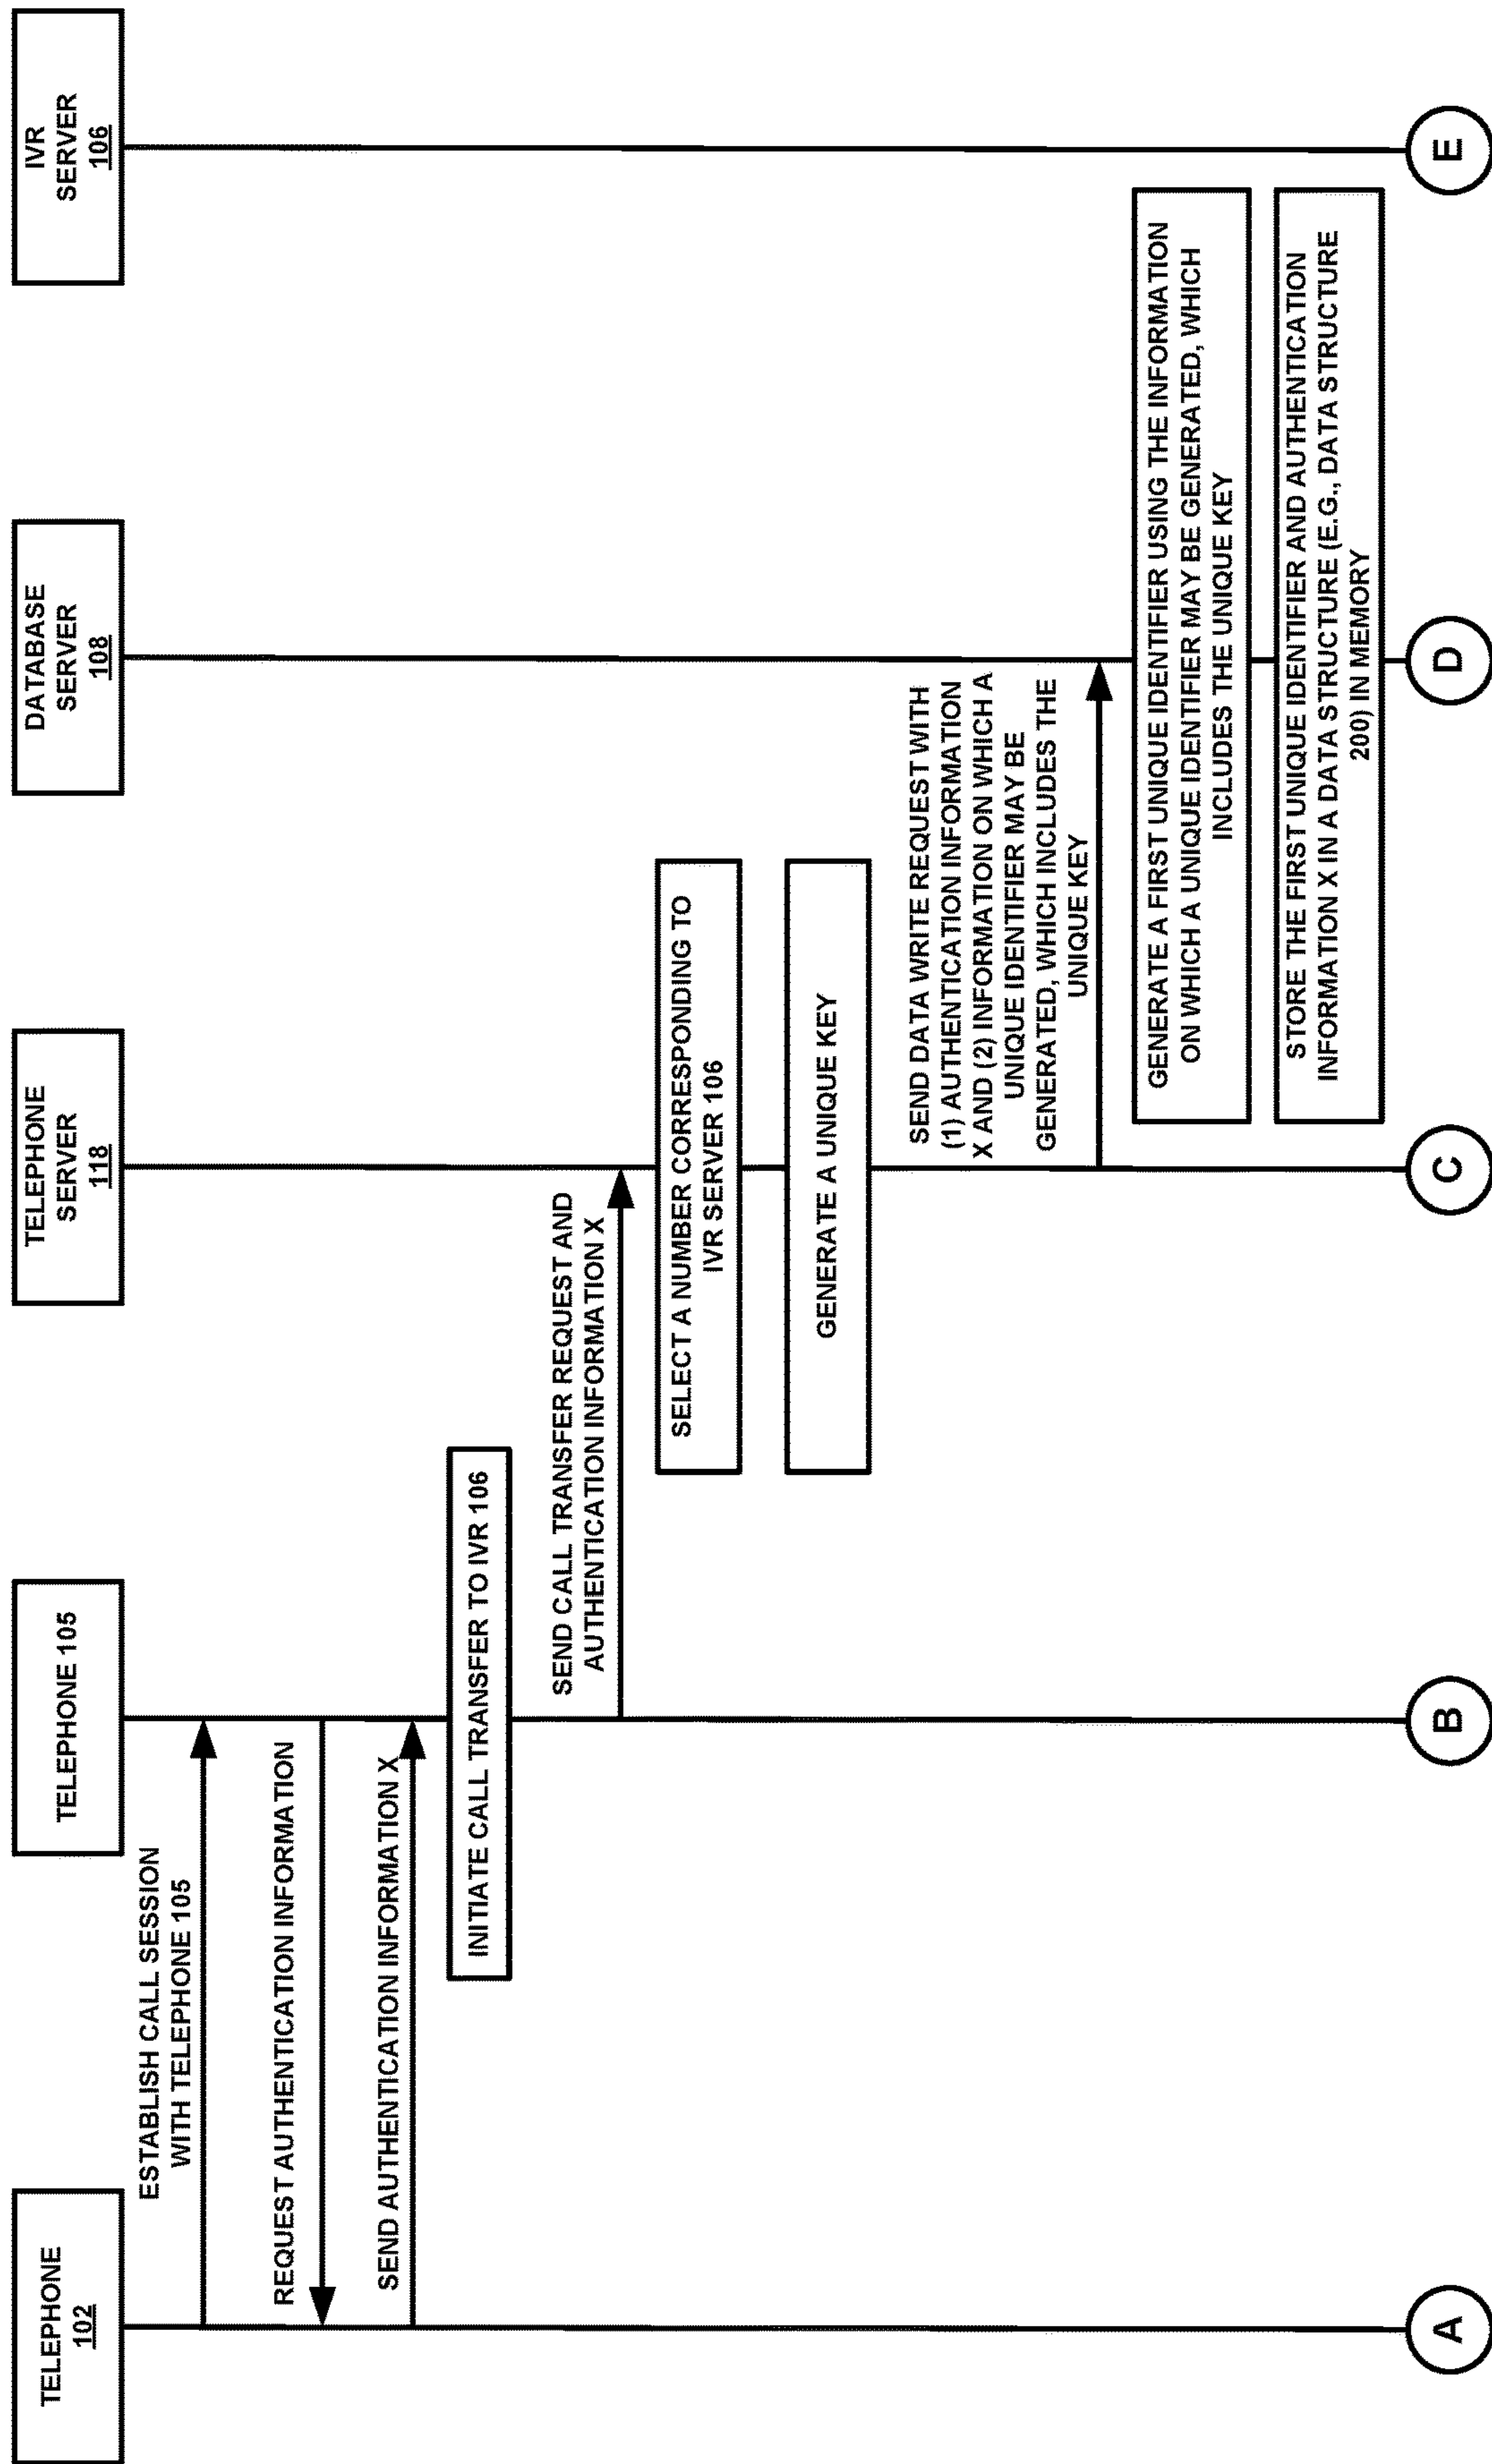 TELEPHONE
102
TELEPHONE 105
TELEPHONE
SERVER
118
DATABASE
SERVER
108
IVR
SERVER
106
ESTABLISH CALL SESSION
WITH TELEPHONE 105
REQUEST AUTHENTICATION INFORMATION
SEND AUTHENTICATION INFORMATION X
INITIATE CALL TRANSFER TO IVR 106
SEND CALL TRANSFER REQUEST AND
AUTHENTICATION INFORMATION X
SELECT A NUMBER CORRESPONDING TO
IVR SERVER 106
GENERATE A UNIQUE KEY
SEND DATA WRITE REQUEST WITH
(1) AUTHENTICATION INFORMATION
X AND (2) INFORMATION ON WHICH A
UNIQUE IDENTIFIER MAY BE
GENERATED, WHICH INCLUDES THE
UNIQUE KEY
GENERATE A FIRST UNIQUE IDENTIFIER USING THE INFORMATION
ON WHICH A UNIQUE IDENTIFIER MAY BE GENERATED, WHICH
INCLUDES THE UNIQUE KEY
STORE THE FIRST UNIQUE IDENTIFIER AND AUTHENTICATION
INFORMATION X IN A DATA STRUCTURE (E.G., DATA STRUCTURE
200) IN MEMORY
A
B
C
D
E